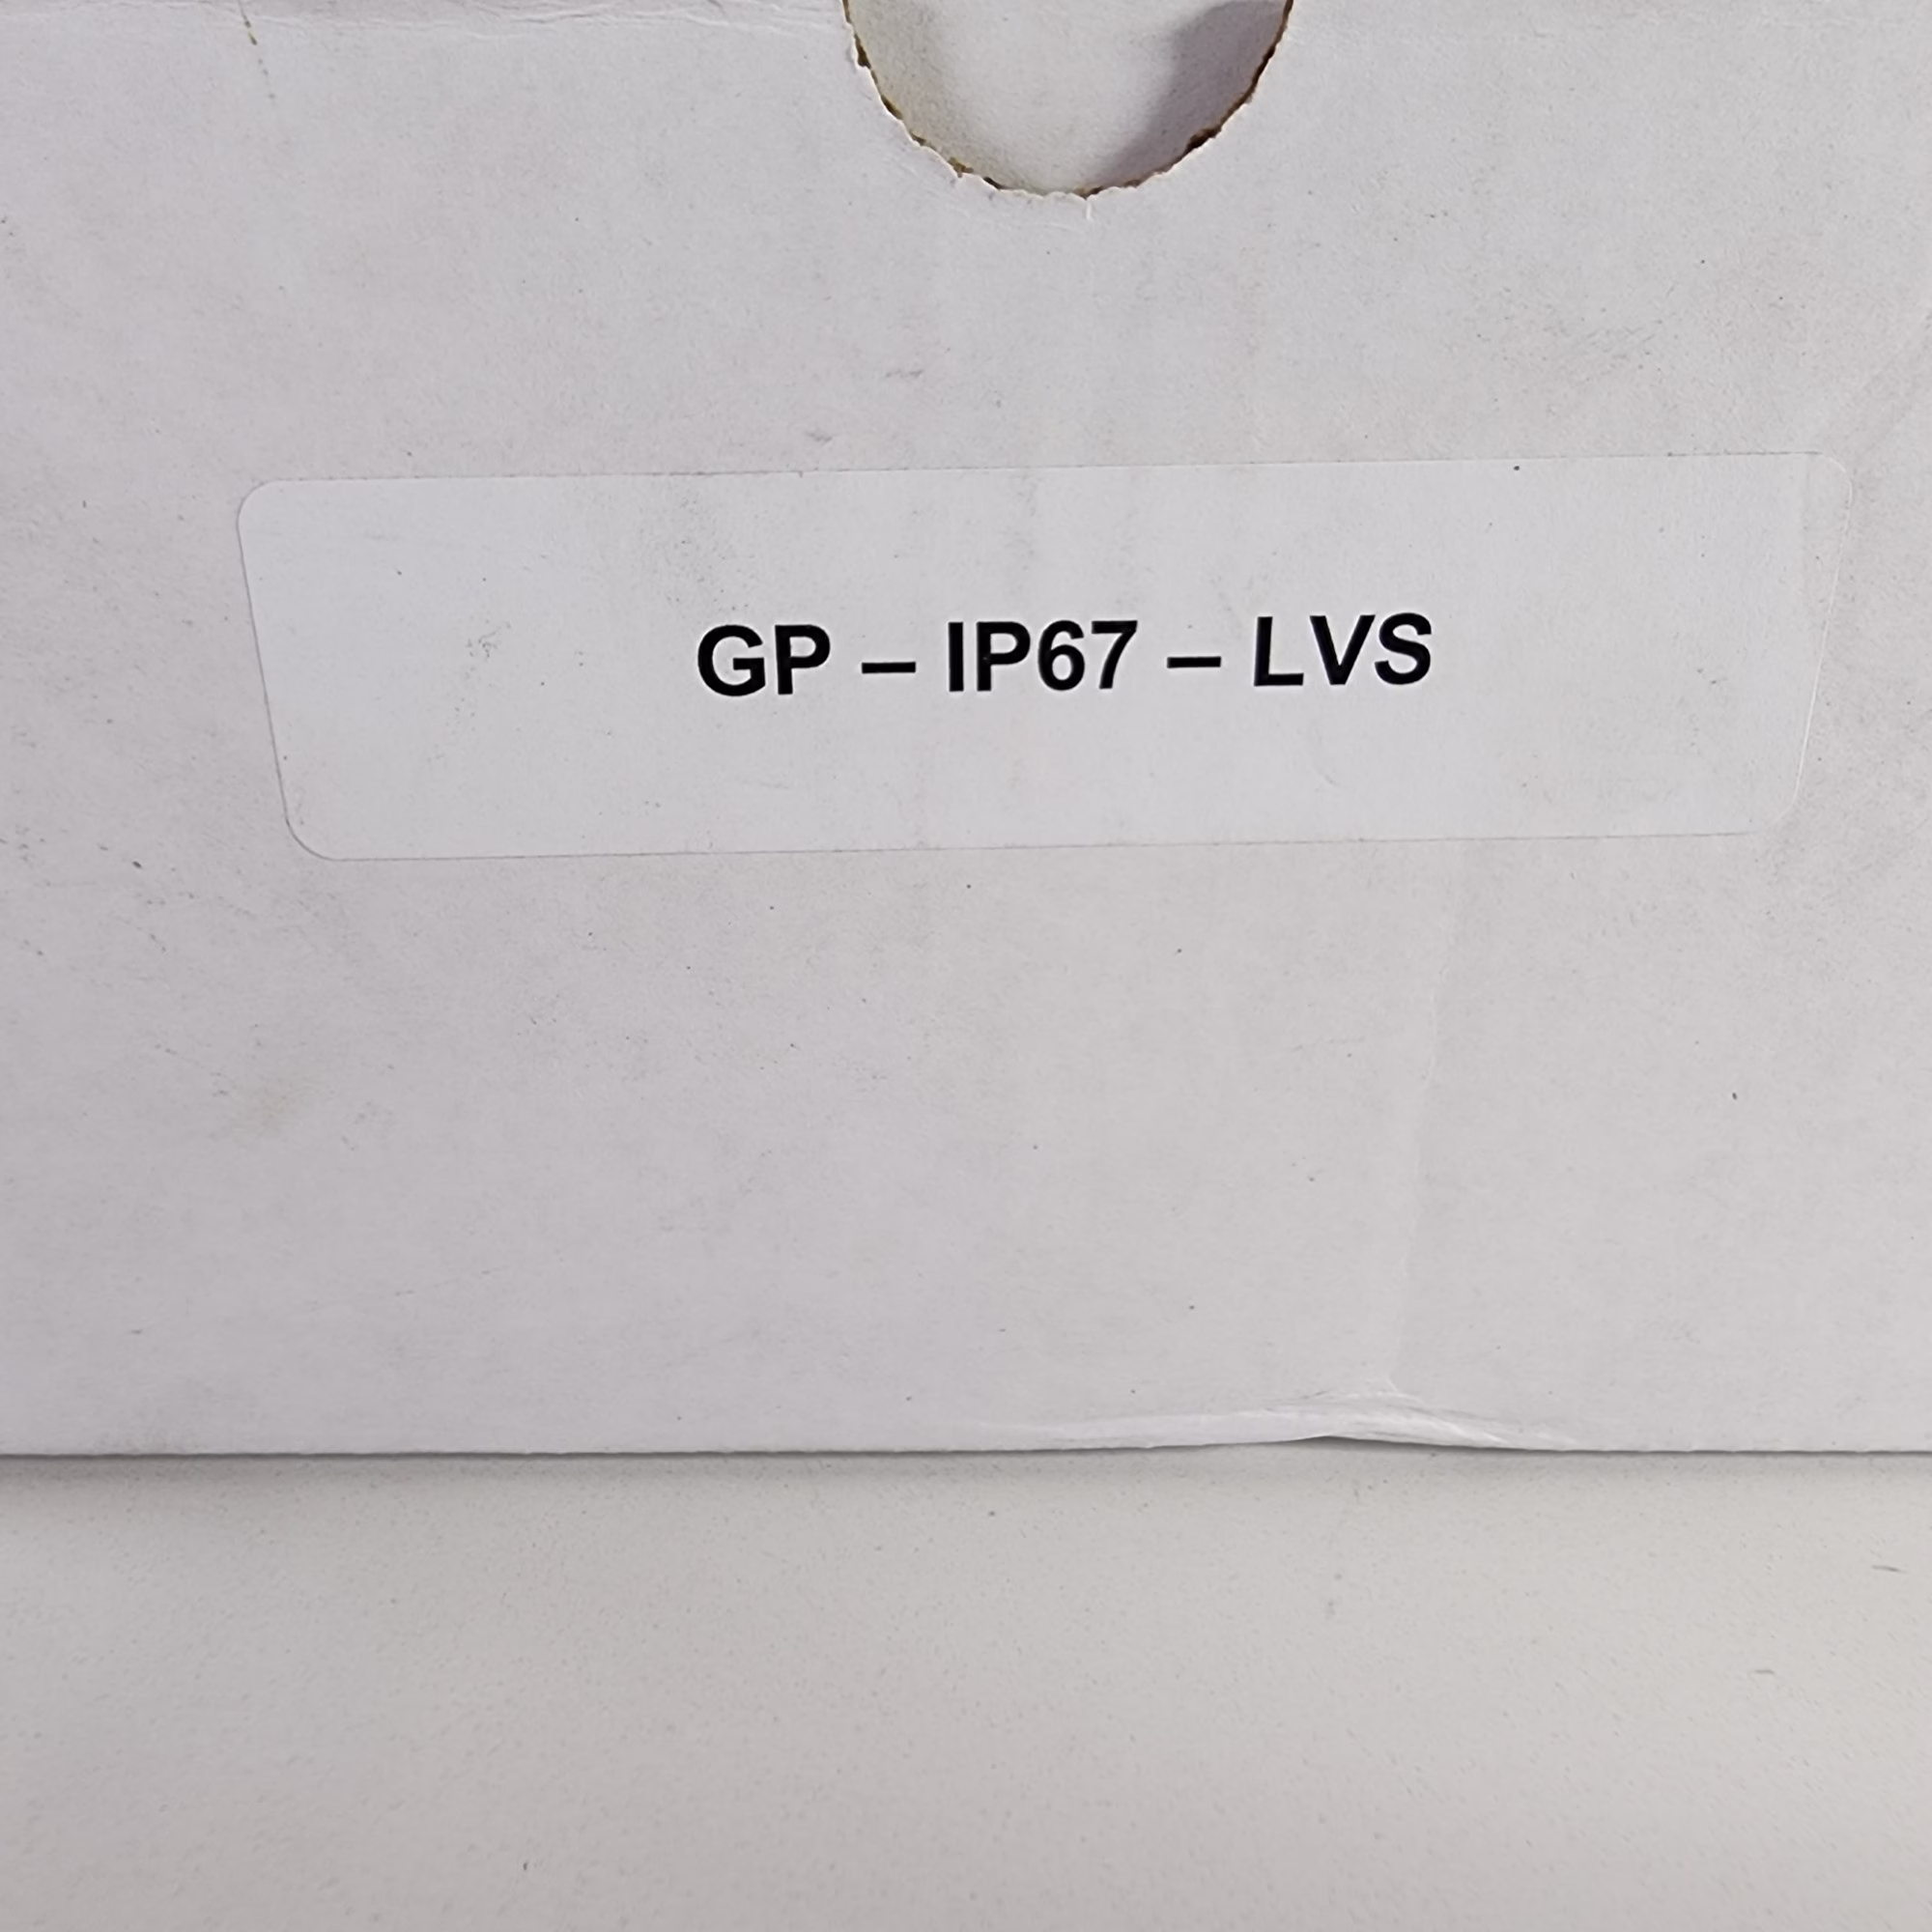 GP – IP67 – LVS